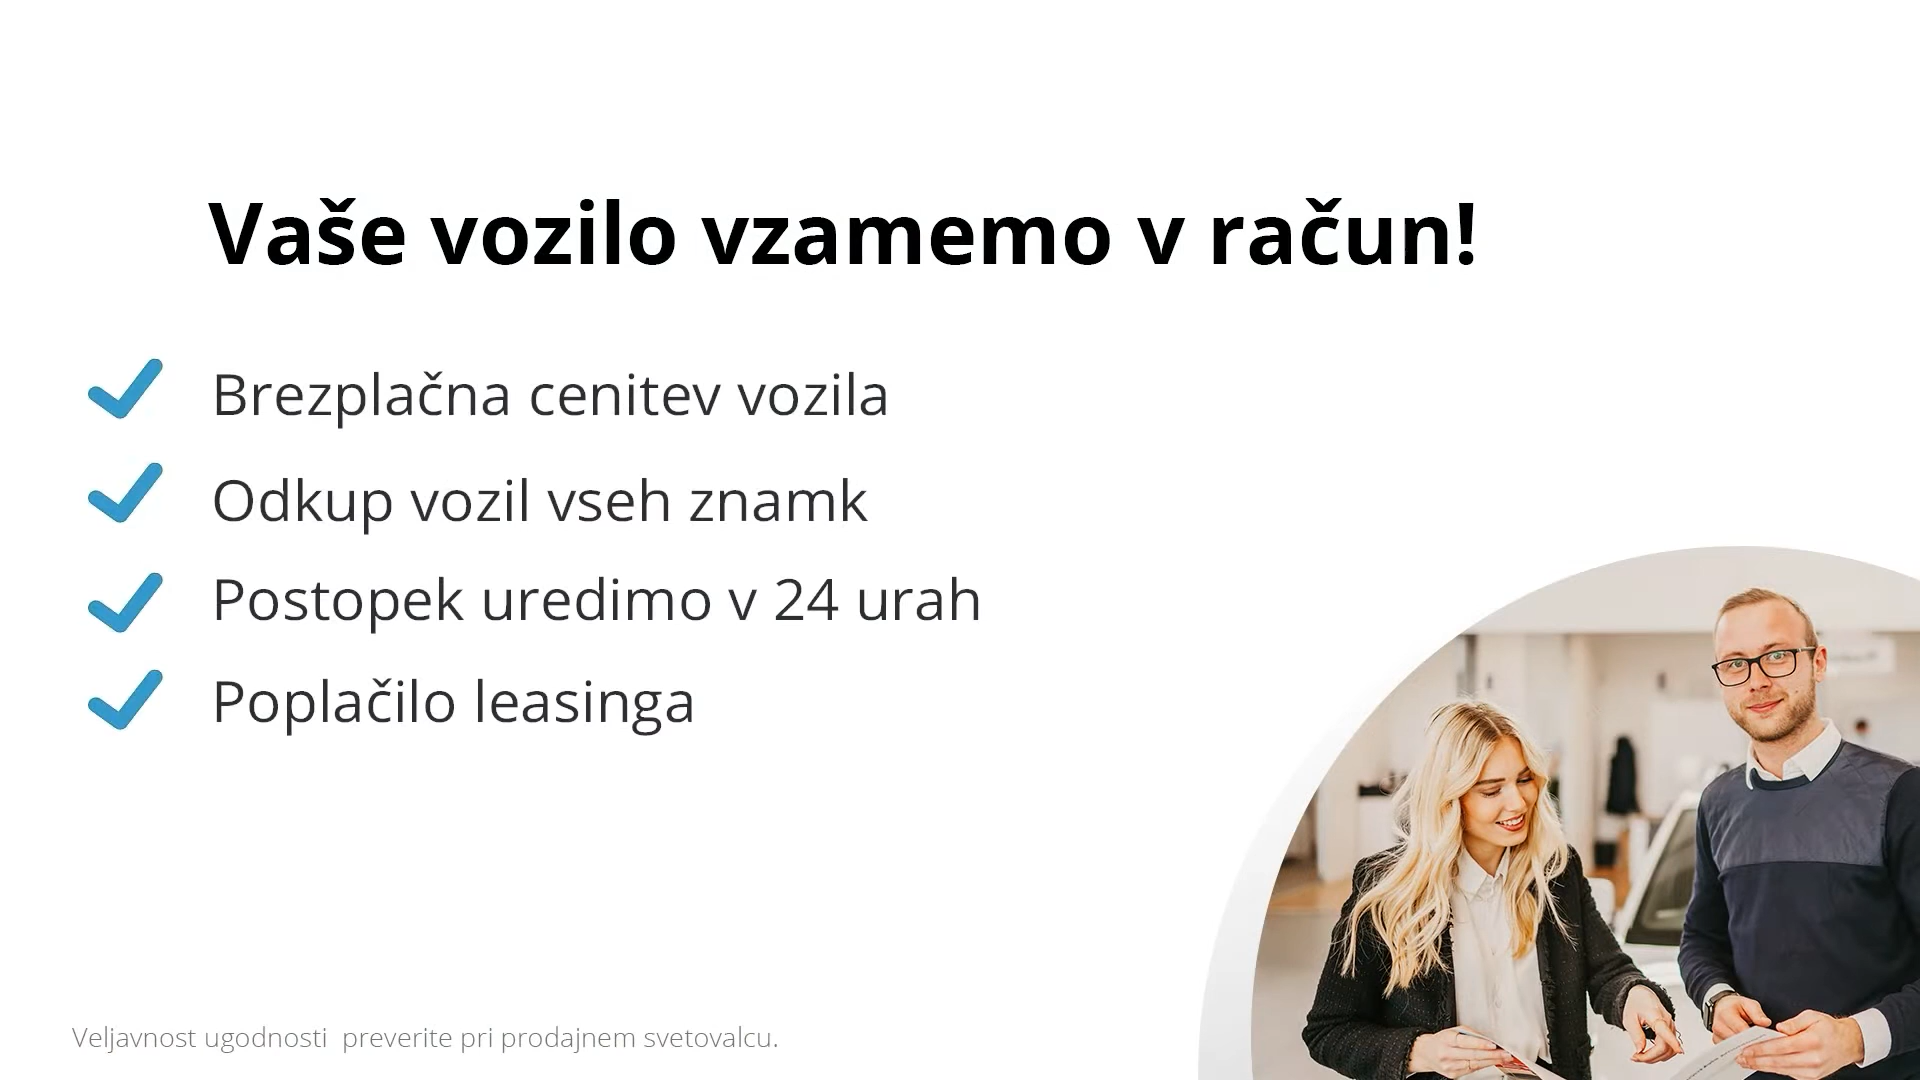 Vaše vozilo vzamemo v račun!
Brezplačna cenitev vozila
Odkup vozil vseh znamk
Postopek uredimo v 24 urah
Poplačilo leasinga
Veljavnost ugodnosti  preverite pri prodajnem svetovalcu.